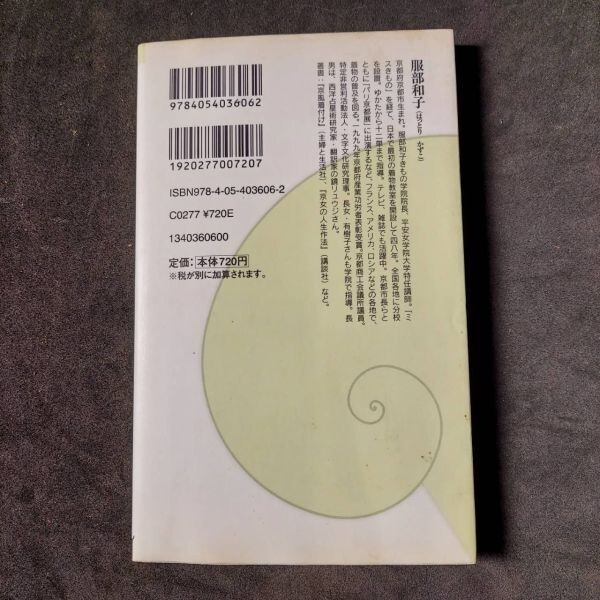 服部和子（はっとり かずこ）
京都府京都市生まれ。服部和子きもの学院院長、平安女学院大学特任講師。「ミ
スきもの」を経て、日本で最初の着物教室を開設して四八年。全国各地に分校
を設置。ゆかたから十二単まで指導。テレビ、雑誌でも活躍中。京都市長らと
ともに「パリ京都展」に出演するなど、フランス、アメリカ、ロシアなどの各地で、
着物の普及を図る。一九九九年京都府産業功労者表彰受賞。京都商工会議所議員。
特定非営利活動法人・文字文化研究所理事。長女・有樹子さんも学院で指導。長
男は、西洋占星術研究家・翻訳家の鏡リュウジさん。
著書：『京風着付け』（主婦と生活社）、『京女の人生作法』（講談社）など。
9784054036062
1920277007207
ISBN978-4-05-403606-2
C0277 ¥720E
1340360600
定価：本体720円
※税が別に加算されます。